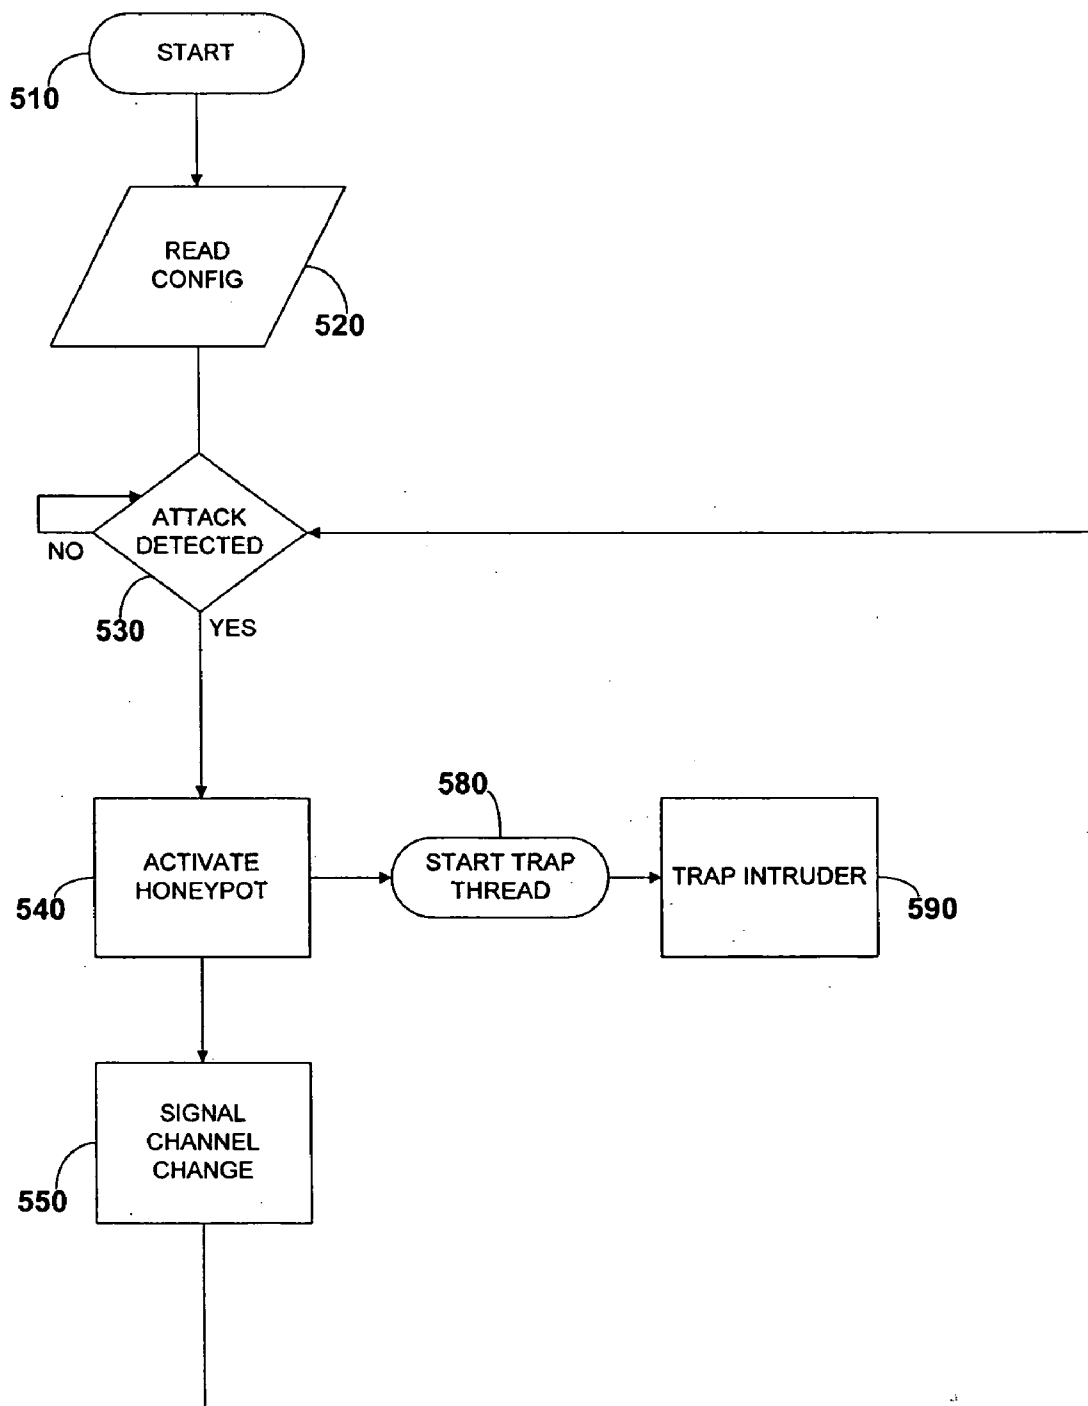 START
510
READ
CONFIG
520
ATTACK
DETECTED
NO
530
YES
580
ACTIVATE
HONEYPOT
540
START TRAP
THREAD
TRAP INTRUDER
590
SIGNAL
CHANNEL
CHANGE
550